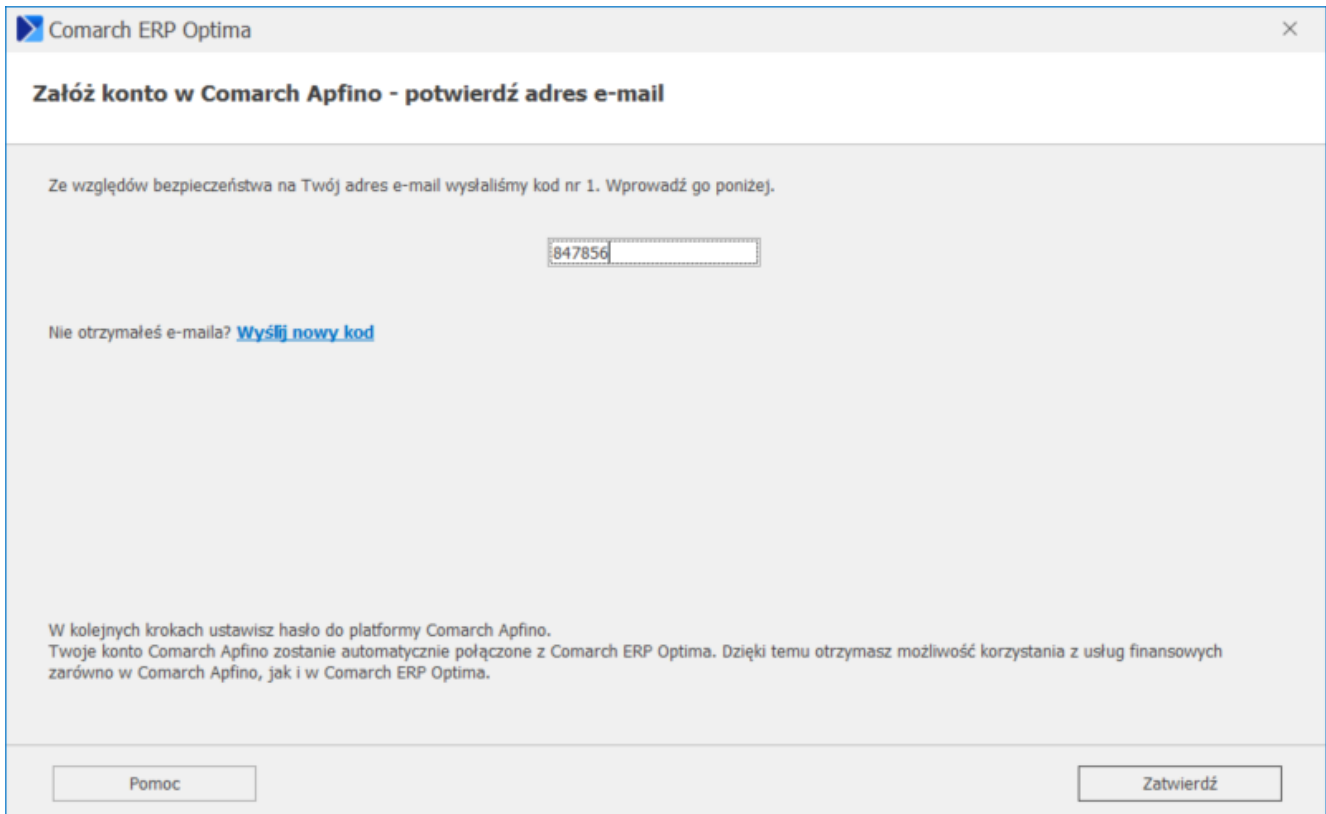 Comarch ERP Optima
Załóż konto w Comarch Apfino - potwierdź adres e-mail
Ze względów bezpieczeństwa na Twój adres e-mail wysłaliśmy kod nr 1. Wprowadź go poniżej.
847856
Nie otrzymałeś e-maila? Wyślij nowy kod
W kolejnych krokach ustawisz hasło do platformy Comarch Apfino.
Twoje konto Comarch Apfino zostanie automatycznie połączone z Comarch ERP Optima. Dzięki temu otrzymasz możliwość korzystania z usług finansowych
zarówno w Comarch Apfino, jak i w Comarch ERP Optima.
Pomoc
Zatwierdź